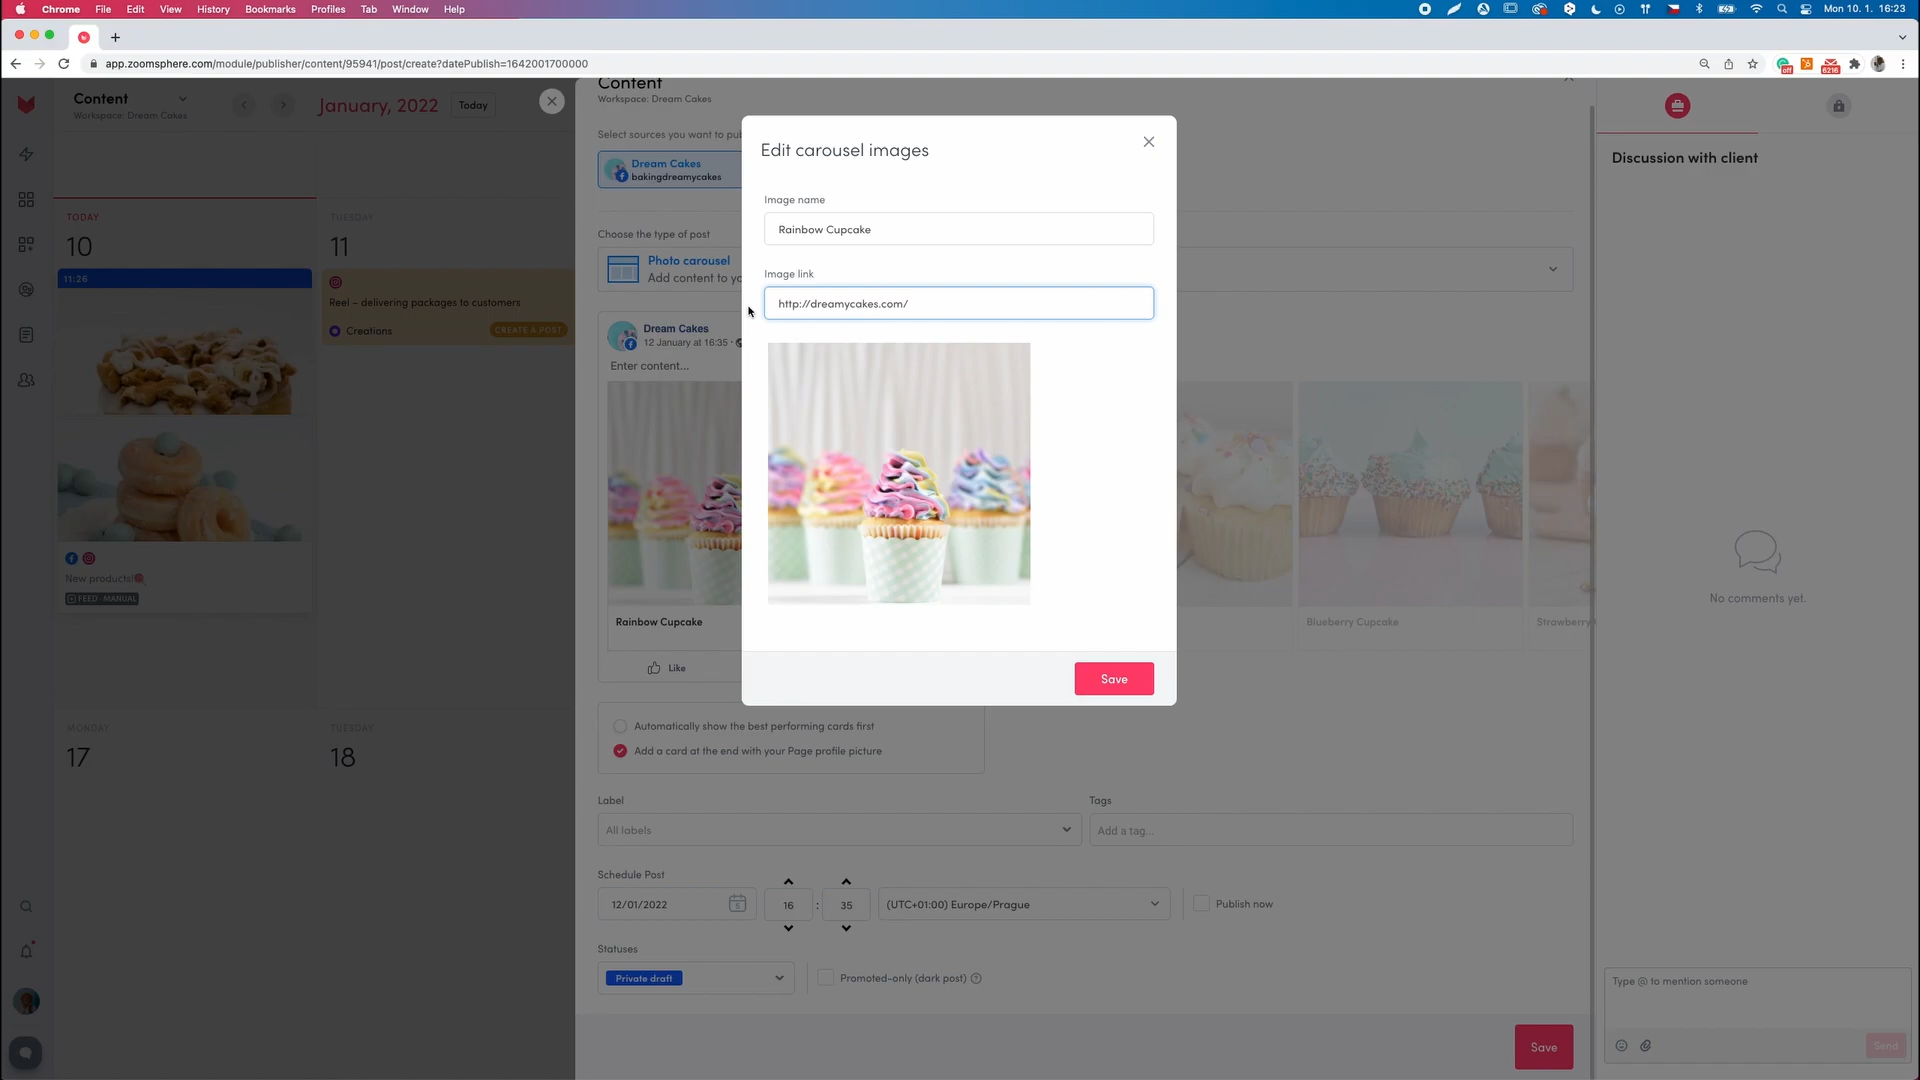 Chrome File Edit View History Bookmarks Profiles Tab Window Help
Mon 10. 1. 16:23
app.zoomsphere.com/module/publisher/content/95941/post/create?datePublish=1642001700000
off
6216
Content
Workspace: Dream Cakes
January, 2022
Today
TODAY
10
11:26
New products!
FEED - MANUAL
TUESDAY
11
Reel – delivering packages to customers
Creations
CREATE A POST
MONDAY
17
TUESDAY
18
Content
Workspace: Dream Cakes
Select sources you want to pu
Dream Cakes
bakingdreamycakes
Choose the type of post
Photo carousel
Add content to yo
Dream Cakes
12 January at 16:35 ·
Enter content...
Rainbow Cupcake
Blueberry Cupcake
Strawberry
Like
Edit carousel images
Image name
Rainbow Cupcake
Image link
http://dreamycakes.com/
Save
Automatically show the best performing cards first
Add a card at the end with your Page profile picture
Label
All labels
Tags
Add a tag...
Schedule Post
12/01/2022
16 : 35
(UTC+01:00) Europe/Prague
Publish now
Statuses
Private draft
Promoted-only (dark post)
Save
Discussion with client
No comments yet.
Type @ to mention someone
Send